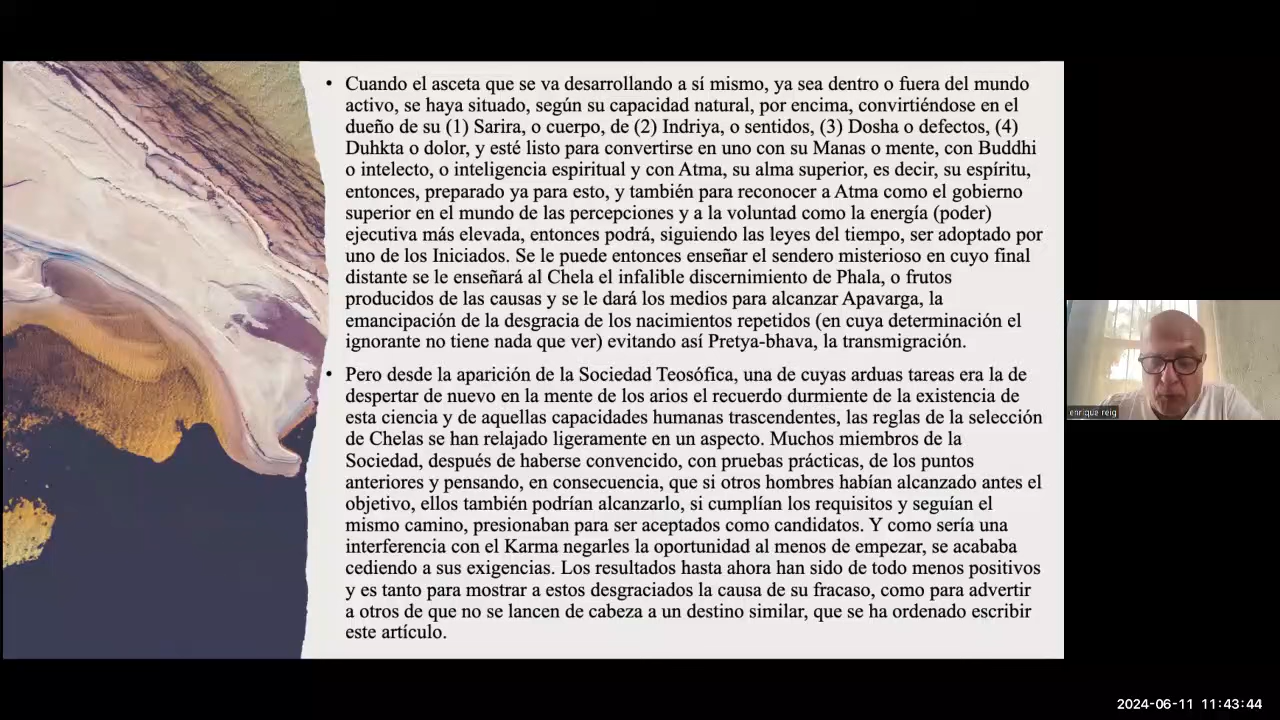 • Cuando el asceta que se va desarrollando a sí mismo, ya sea dentro o fuera del mundo
activo, se haya situado, según su capacidad natural, por encima, convirtiéndose en el
dueño de su (1) Sarira, o cuerpo, de (2) Indriya, o sentidos, (3) Dosha o defectos, (4)
Duhkta o dolor, y esté listo para convertirse en uno con su Manas o mente, con Buddhi
o intelecto, o inteligencia espiritual y con Atma, su alma superior, es decir, su espíritu,
entonces, preparado ya para esto, y también para reconocer a Atma como el gobierno
superior en el mundo de las percepciones y a la voluntad como la energía (poder)
ejecutiva más elevada, entonces podrá, siguiendo las leyes del tiempo, ser adoptado por
uno de los Iniciados. Se le puede entonces enseñar el sendero misterioso en cuyo final
distante se le enseñará al Chela el infalible discernimiento de Phala, o frutos
producidos de las causas y se le dará los medios para alcanzar Apavarga, la
emancipación de la desgracia de los nacimientos repetidos (en cuya determinación el
ignorante no tiene nada que ver) evitando así Pretya-bhava, la transmigración.
• Pero desde la aparición de la Sociedad Teosófica, una de cuyas arduas tareas era la de
despertar de nuevo en la mente de los arios el recuerdo durmiente de la existencia de
esta ciencia y de aquellas capacidades humanas trascendentes, las reglas de la selección
de Chelas se han relajado ligeramente en un aspecto. Muchos miembros de la
Sociedad, después de haberse convencido, con pruebas prácticas, de los puntos
anteriores y pensando, en consecuencia, que si otros hombres habían alcanzado antes el
objetivo, ellos también podrían alcanzarlo, si cumplían los requisitos y seguían el
mismo camino, presionaban para ser aceptados como candidatos. Y como sería una
interferencia con el Karma negarles la oportunidad al menos de empezar, se acababa
cediendo a sus exigencias. Los resultados hasta ahora han sido de todo menos positivos
y es tanto para mostrar a estos desgraciados la causa de su fracaso, como para advertir
a otros de que no se lancen de cabeza a un destino similar, que se ha ordenado escribir
este artículo.
enrique reig
2024-06-11 11:43:44